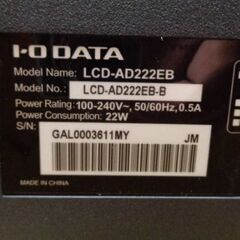 I-O DATA
Model Name: LCD-AD222EB
Model No.: LCD-AD222EB-B
Power Rating: 100-240V~, 50/60Hz, 0.5A
Power Consumption: 22W
S/N:
GAL0003611MY JM
MADE IN CHINA